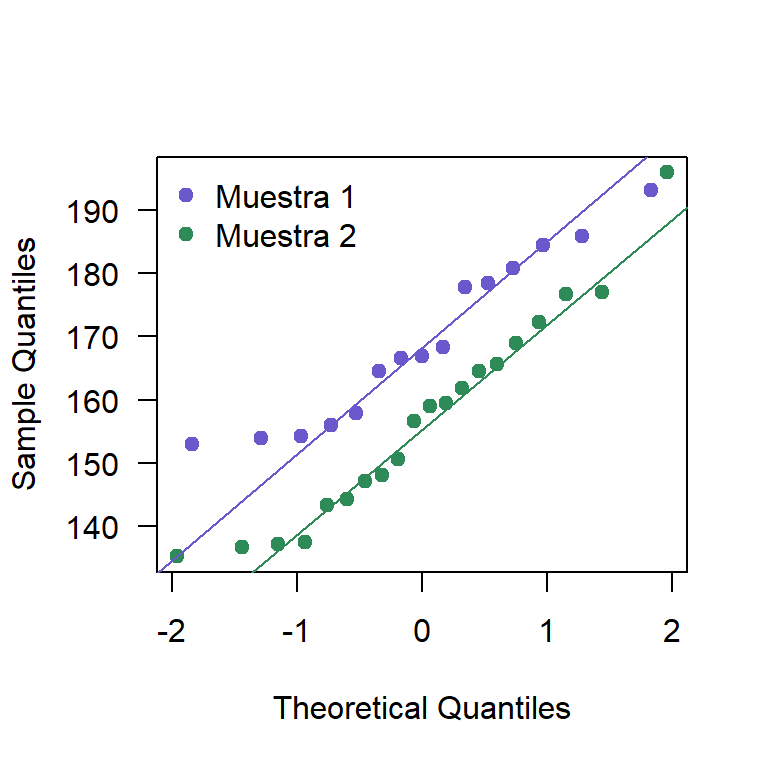 Muestra 1
Muestra 2
Sample Quantiles
190
180
170
160
150
140
-2 -1 0 1 2
Theoretical Quantiles